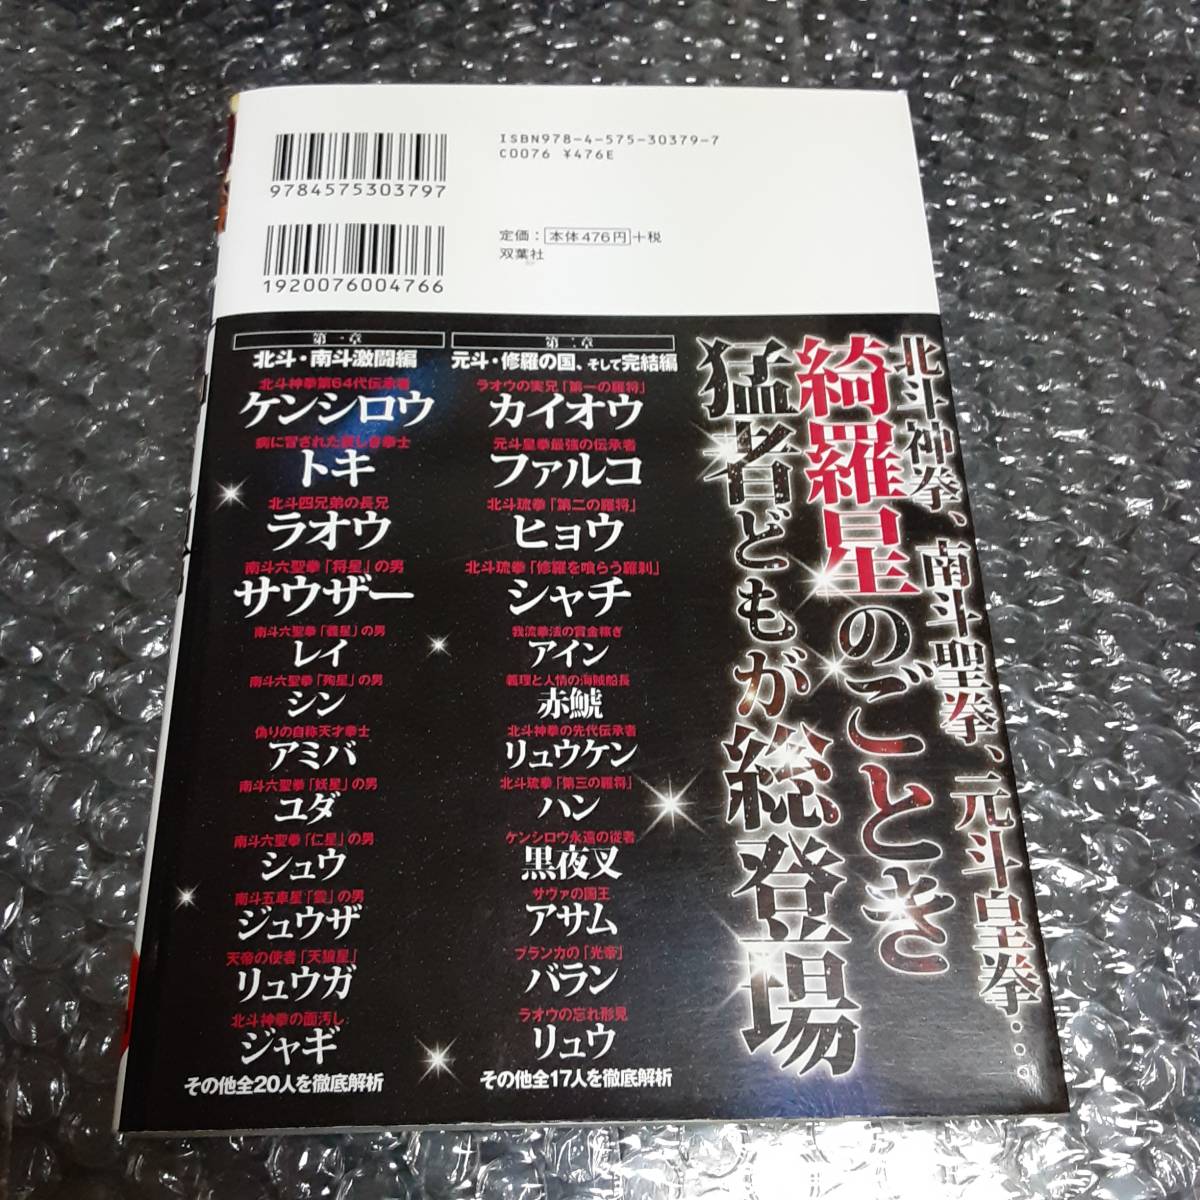 ISBN978-4-575-30379-7
C0076 ¥476E
9784575303797
定価：本体476円+税
双葉社
1920076004766
北斗神拳、南斗聖拳、元斗皇拳……
綺羅星のごとき
猛者どもが総登場
第一章
北斗・南斗激闘編
北斗神拳第64代伝承者
ケンシロウ
病に冒された哀しき拳士
トキ
北斗四兄弟の長兄
ラオウ
南斗六聖拳「将星」の男
サウザー
南斗六聖拳「義星」の男
レイ
南斗六聖拳「殉星」の男
シン
偽りの自称天才拳士
アミバ
南斗六聖拳「妖星」の男
ユダ
南斗六聖拳「仁星」の男
シュウ
南斗五車星「雲」の男
ジュウザ
天帝の使者「天狼星」
リュウガ
北斗神拳の面汚し
ジャギ
その他全20人を徹底解析
第二章
元斗・修羅の国、そして完結編
ラオウの実兄「第一の羅将」
カイオウ
元斗皇拳最強の伝承者
ファルコ
北斗琉拳「第二の羅将」
ヒョウ
北斗琉拳「修羅を喰らう羅刹」
シャチ
我流拳法の賞金稼ぎ
アイン
義理と人情の海賊船長
赤鯱
北斗神拳の先代伝承者
リュウケン
北斗琉拳「第三の羅将」
ハン
ケンシロウ永遠の従者
黒夜叉
サヴァの国王
アサム
ブランカの「光帝」
バラン
ラオウの忘れ形見
リュウ
その他全17人を徹底解析